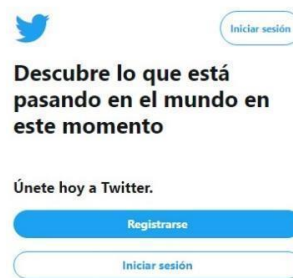 Iniciar sesión
Descubre lo que está
pasando en el mundo en
este momento
Únete hoy a Twitter.
Registrarse
Iniciar sesión